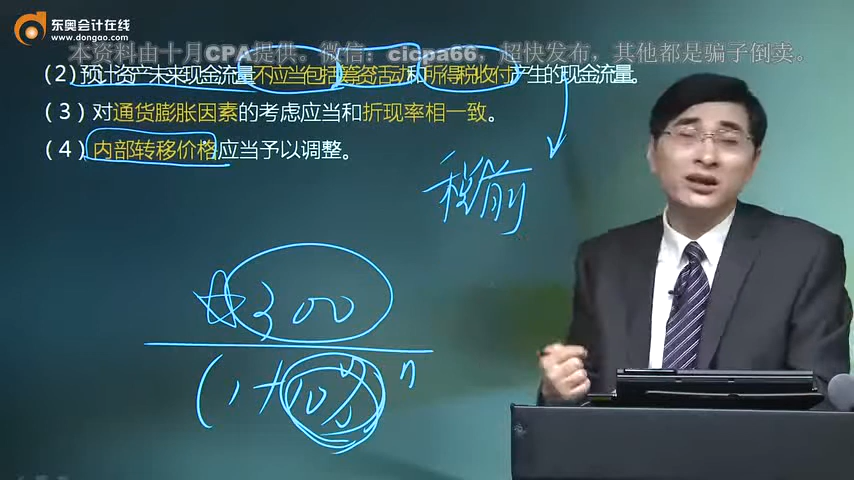 东奥会计在线
www.dongao.com
本资料由十月CPA提供。微信：cicpa66，超快发布，其他都是骗子倒卖。
（2）预计资产未来现金流量不应当包括筹资活动和所得税收付产生的现金流量。
（3）对通货膨胀因素的考虑应当和折现率相一致。
（4）内部转移价格应当予以调整。
税前
300
(1+10%)ⁿ